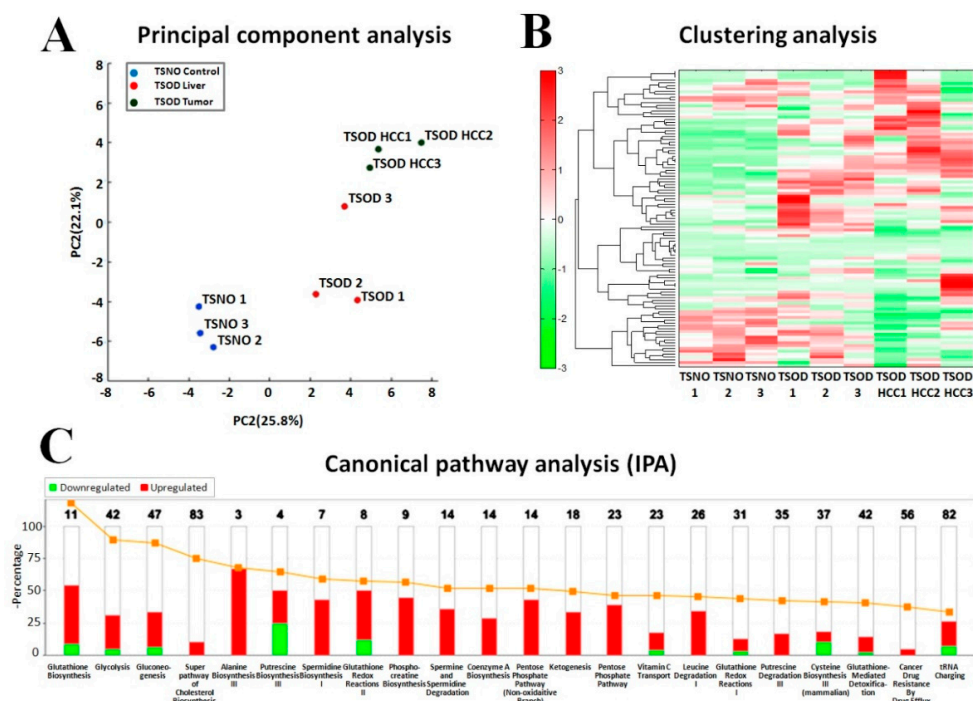 A
Principal component analysis
8
6
4
2
0
-2
-4
-6
-8
PC2(22.1%)
TSNO Control
TSOD Liver
TSOD Tumor
TSOD HCC1
TSOD HCC2
TSOD HCC3
TSOD 3
TSOD 2
TSOD 1
TSNO 1
TSNO 3
TSNO 2
-8 -6 -4 -2 0 2 4 6 8
PC2(25.8%)
B
Clustering analysis
3
2
1
0
-1
-2
-3
TSNO TSNO TSNO TSOD TSOD TSOD TSOD TSOD TSOD
1 2 3 1 2 3 HCC1 HCC2 HCC3
C
Canonical pathway analysis (IPA)
Downregulated Upregulated
11 42 47 83 3 4 7 8 9 14 14 14 18 23 23 26 31 35 37 42 56 82
100
75
50
25
0
-Percentage
Glutathione
Biosynthesis
Glycolysis
Gluconeo-
genesis
Super
pathway of
Cholesterol
Biosynthesis
Alanine
Biosynthesis
III
Putrescine
Biosynthesis
III
Spermidine
Biosynthesis
I
Glutathione
Redox
Reactions
II
Phospho-
creatine
Biosynthesis
Spermine
and
Spermidine
Degradation
Coenzyme A
Biosynthesis
Pentose
Phosphate
Pathway
(Non-oxidaitive
Branch)
Ketogenesis
Pentose
Phosphate
Pathway
Vitamin C
Transport
Leucine
Degradation
I
Glutathione
Redox
Reactions
I
Putrescine
Degradation
III
Cysteine
Biosynthesis
III
(mammalian)
Glutathione-
Mediated
Detoxifica-
tion
Cancer
Drug
Resistance
By
Drug Efflux
tRNA
Charging